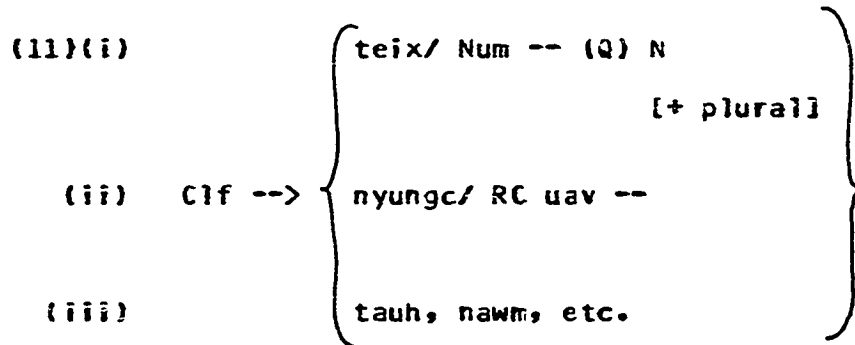 (11)(i) teix/ Num -- (Q) N
[+ plural]
(ii) Clf --> nyungc/ RC uav --
(iii) tauh, nawm, etc.